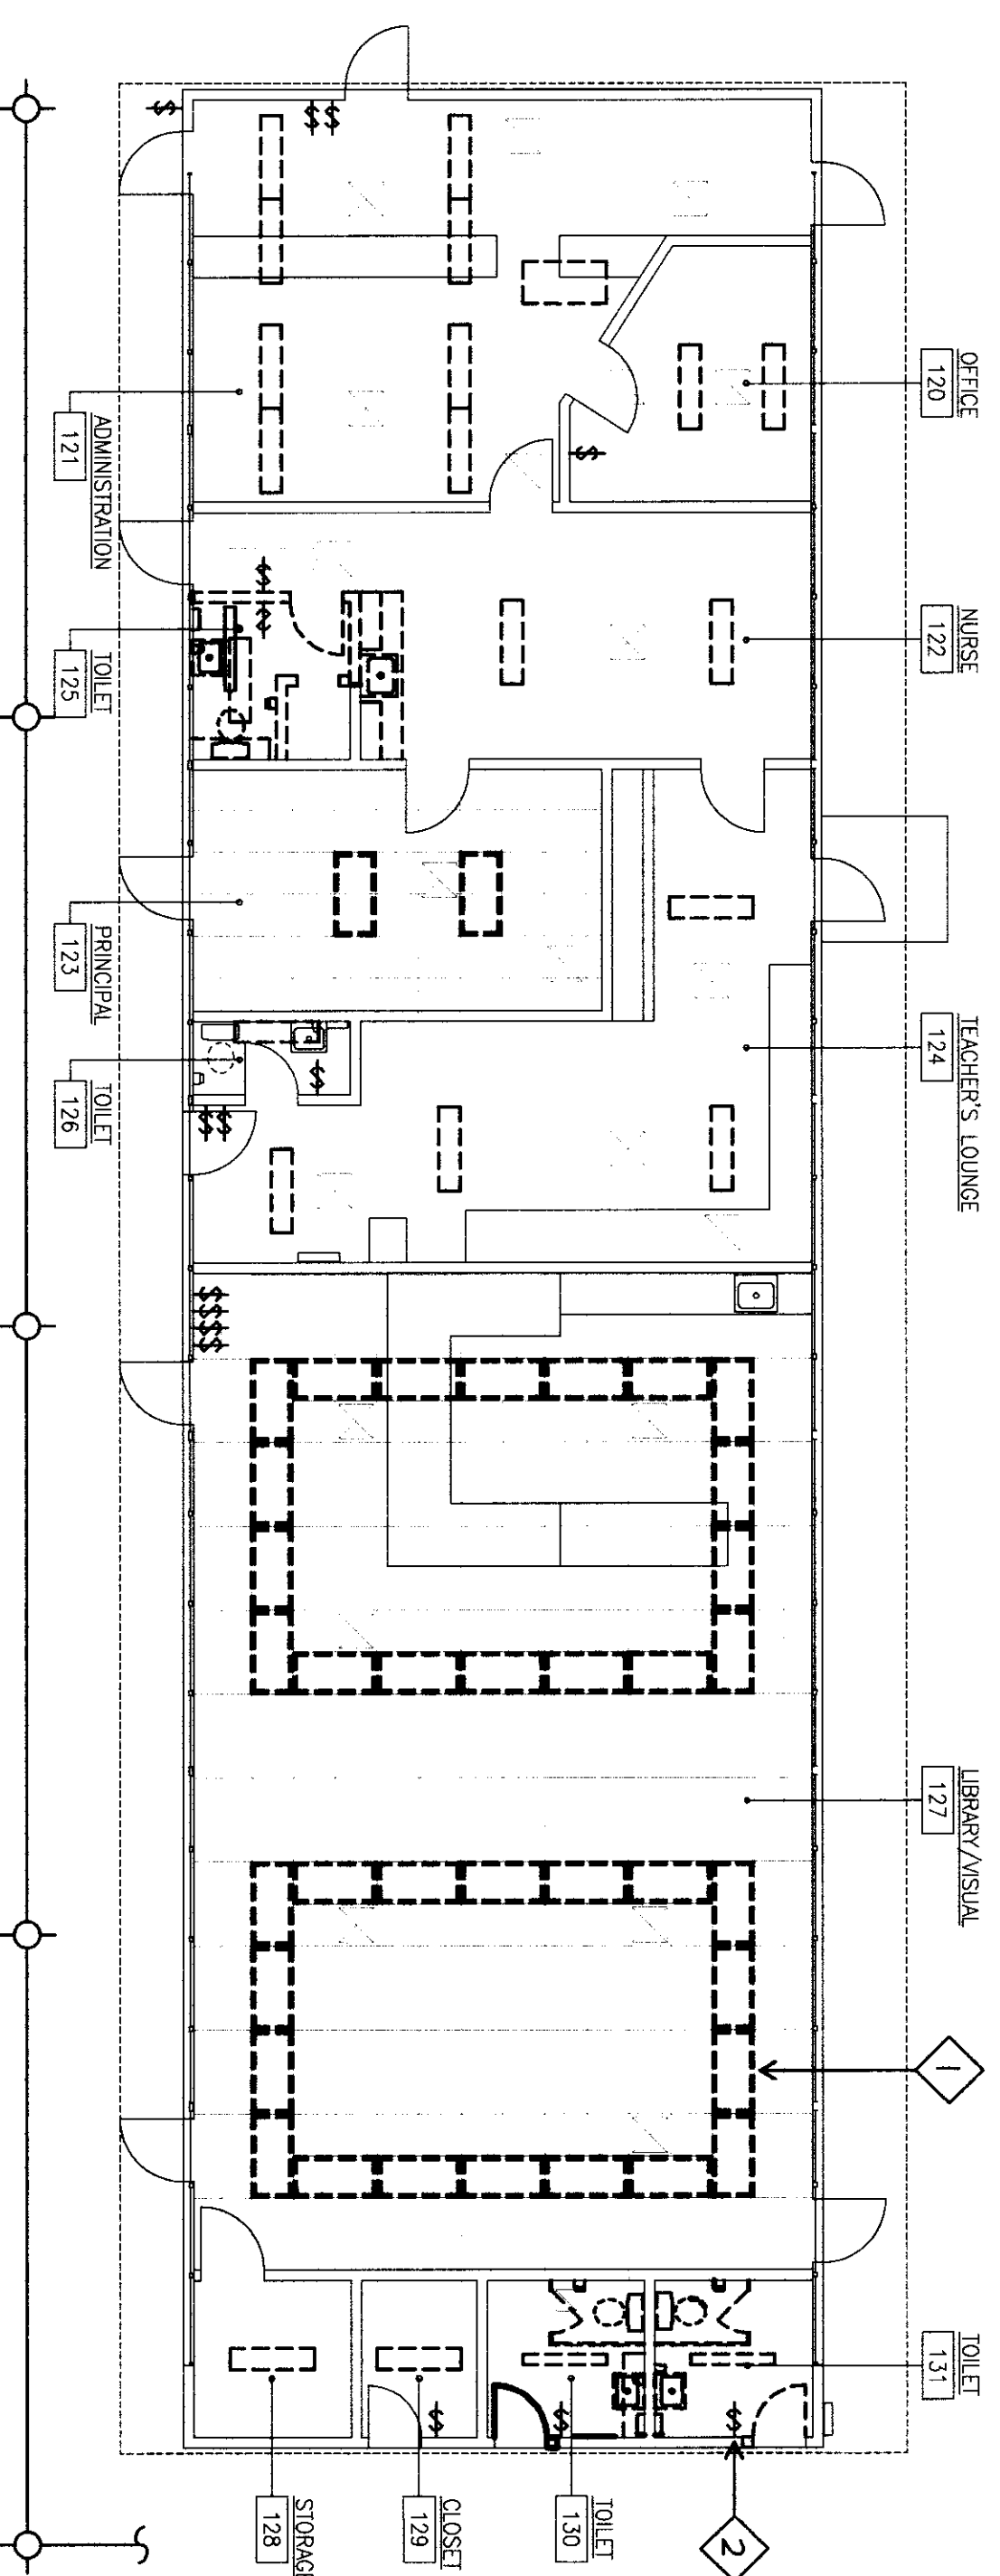 OFFICE
120
ADMINISTRATION
121
NURSE
122
TOILET
125
PRINCIPAL
123
TEACHER'S LOUNGE
124
TOILET
126
LIBRARY/VISUAL
127
1
TOILET
131
2
TOILET
130
CLOSET
129
STORAG
128
$
$$
$
$
$
$
$$
$$$$
$
$
$